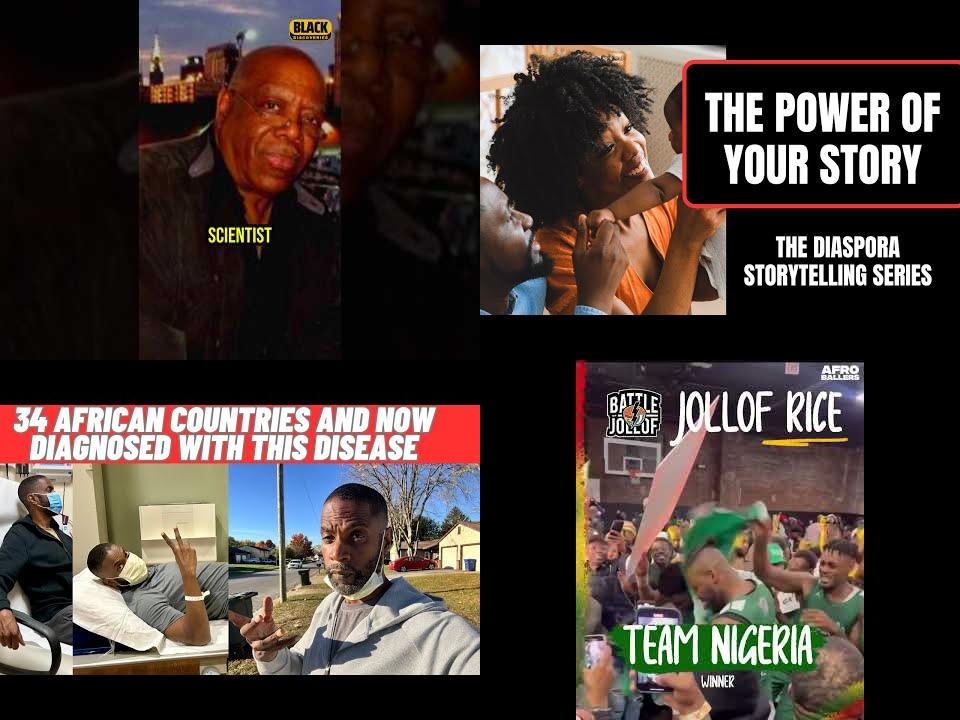 BLACK
DISCOVERIES
SCIENTIST
THE POWER OF
YOUR STORY
THE DIASPORA
STORYTELLING SERIES
34 AFRICAN COUNTRIES AND NOW
DIAGNOSED WITH THIS DISEASE
AFRO
BALLERS
BATTLE
JOLLOF
JOLLOF RICE
TEAM NIGERIA
WINNER